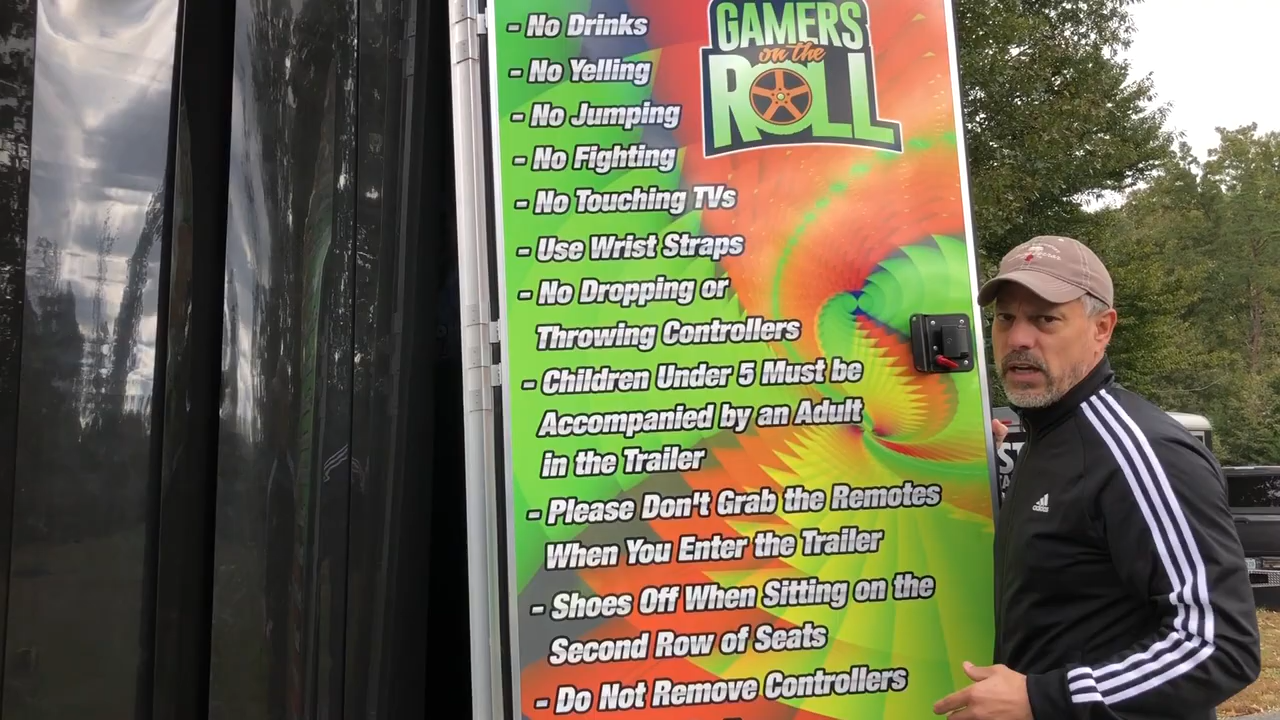 GAMERS
on the
ROLL
- No Drinks
- No Yelling
- No Jumping
- No Fighting
- No Touching TVs
- Use Wrist Straps
- No Dropping or
Throwing Controllers
- Children Under 5 Must be
Accompanied by an Adult
in the Trailer
- Please Don't Grab the Remotes
When You Enter the Trailer
- Shoes Off When Sitting on the
Second Row of Seats
- Do Not Remove Controllers
adidas